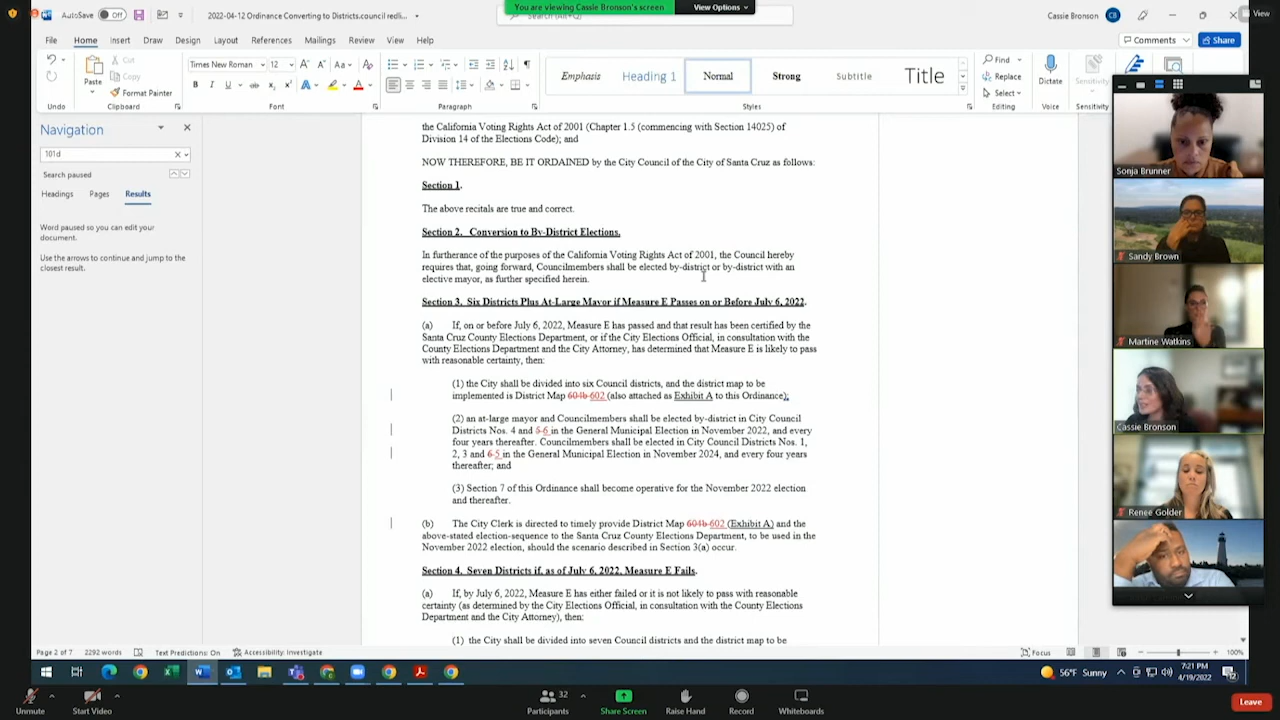 You are viewing Cassie Bronson's screen
View Options
View
AutoSave
Off
2022-04-12 Ordinance Converting to Districts.council redli...
Cassie Bronson
CB
File
Home
Insert
Draw
Design
Layout
References
Mailings
Review
View
Help
Comments
Share
Paste
Cut
Copy
Format Painter
Times New Roman
12
Emphasis
Heading 1
Normal
Strong
Subtitle
Title
Find
Replace
Select
Dictate
Sensitivity
Undo
Clipboard
Font
Paragraph
Styles
Editing
Voice
Sensitivity
Navigation
101d
Search paused
Headings
Pages
Results
Word paused so you can edit your
document.
Use the arrows to continue and jump to the
closest result.
the California Voting Rights Act of 2001 (Chapter 1.5 (commencing with Section 14025) of
Division 14 of the Elections Code); and
NOW THEREFORE, BE IT ORDAINED by the City Council of the City of Santa Cruz as follows:
Section 1.
The above recitals are true and correct.
Section 2. Conversion to By-District Elections.
In furtherance of the purposes of the California Voting Rights Act of 2001, the Council hereby
requires that, going forward, Councilmembers shall be elected by-district or by-district with an
elective mayor, as further specified herein.
Section 3. Six Districts Plus At-Large Mayor if Measure E Passes on or Before July 6, 2022.
(a) If, on or before July 6, 2022, Measure E has passed and that result has been certified by the
Santa Cruz County Elections Department, or if the City Elections Official, in consultation with the
County Elections Department and the City Attorney, has determined that Measure E is likely to pass
with reasonable certainty, then:
(1) the City shall be divided into six Council districts, and the district map to be
implemented is District Map 604b 602 (also attached as Exhibit A to this Ordinance);
(2) an at-large mayor and Councilmembers shall be elected by-district in City Council
Districts Nos. 4 and 5 6 in the General Municipal Election in November 2022, and every
four years thereafter. Councilmembers shall be elected in City Council Districts Nos. 1,
2, 3 and 6 5 in the General Municipal Election in November 2024, and every four years
thereafter; and
(3) Section 7 of this Ordinance shall become operative for the November 2022 election
and thereafter.
(b) The City Clerk is directed to timely provide District Map 604b 602 (Exhibit A) and the
above-stated election-sequence to the Santa Cruz County Elections Department, to be used in the
November 2022 election, should the scenario described in Section 3(a) occur.
Section 4. Seven Districts if, as of July 6, 2022, Measure E Fails.
(a) If, by July 6, 2022, Measure E has either failed or it is not likely to pass with reasonable
certainty (as determined by the City Elections Official, in consultation with the County Elections
Department and the City Attorney), then:
(1) the City shall be divided into seven Council districts and the district map to be
Sonja Brunner
Sandy Brown
Martine Watkins
Cassie Bronson
Renee Golder
Page 2 of 7
2292 words
Text Predictions: On
Accessibility: Investigate
Focus
100%
56°F Sunny
7:21 PM
4/19/2022
Unmute
Start Video
32
Participants
Share Screen
Raise Hand
Record
Whiteboards
Leave